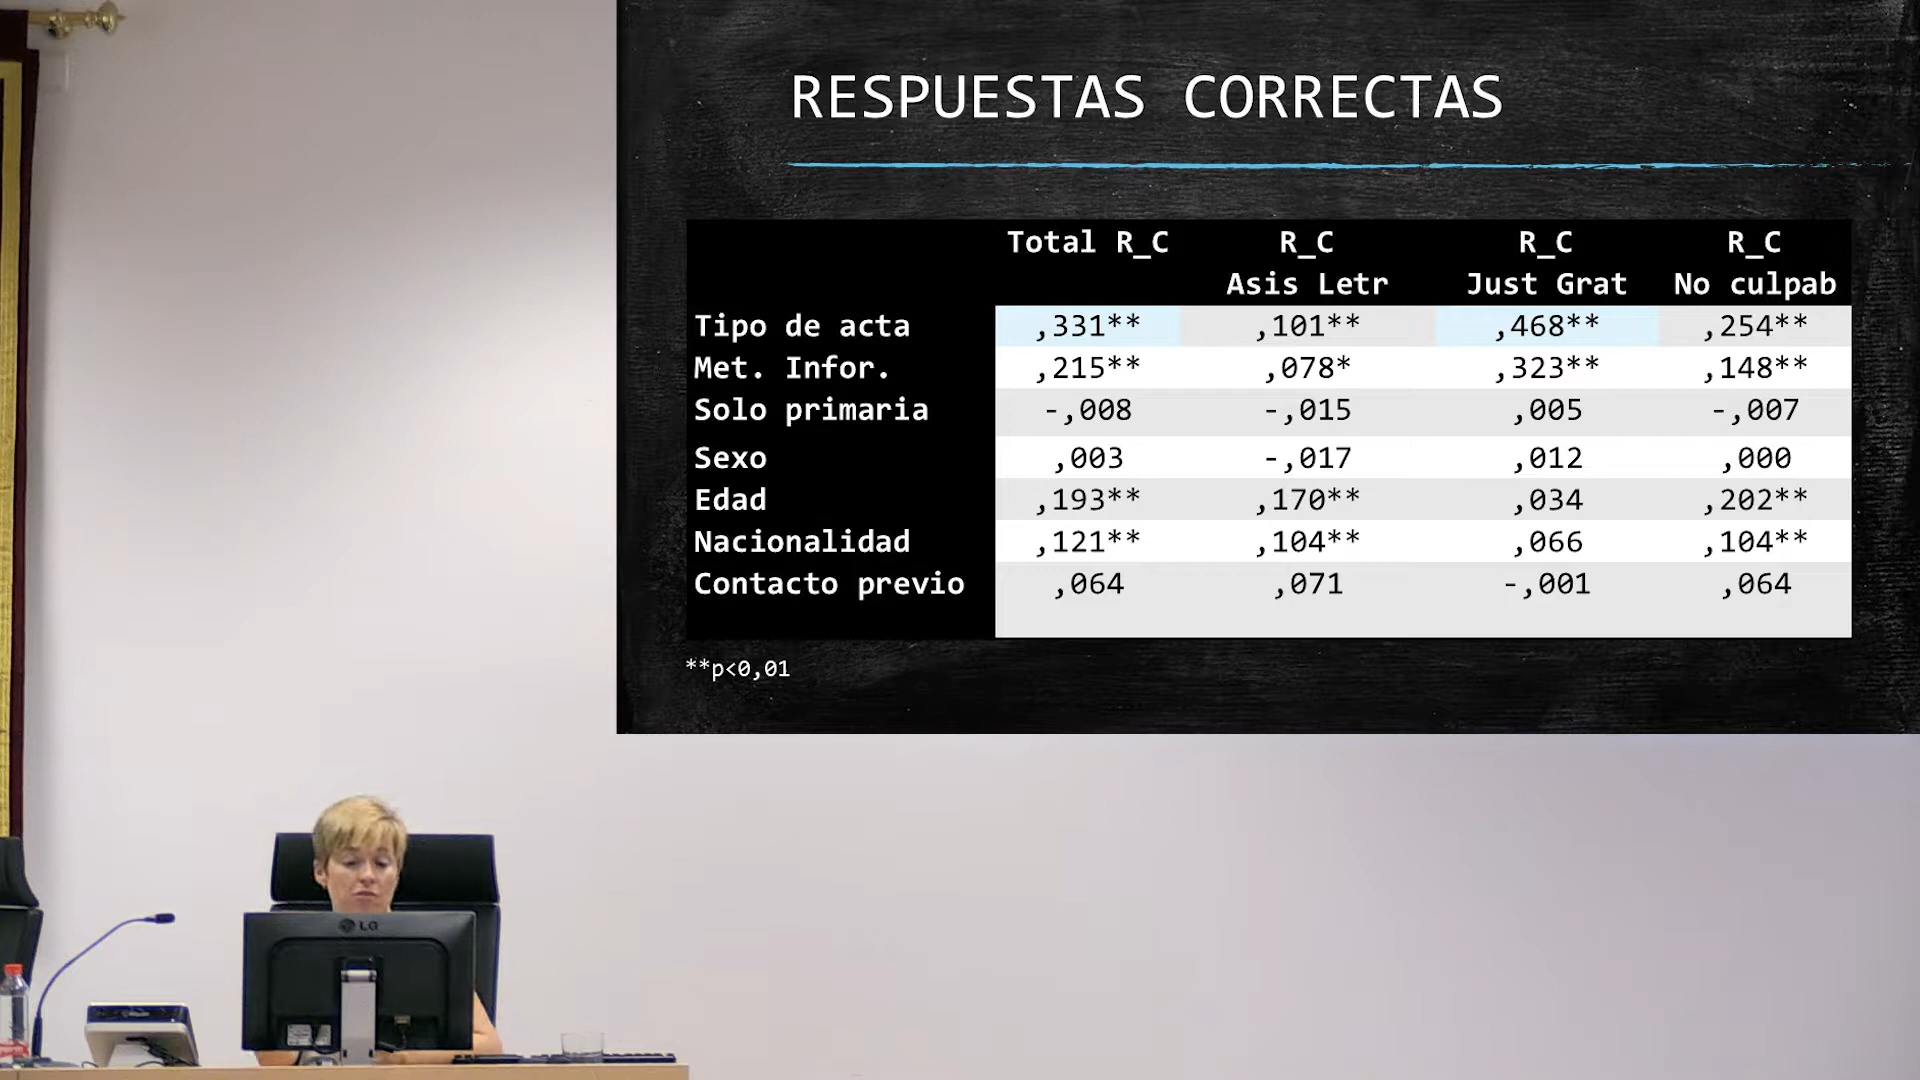 RESPUESTAS CORRECTAS
Total R_C R_C R_C R_C
Asis Letr Just Grat No culpab
Tipo de acta ,331** ,101** ,468** ,254**
Met. Infor. ,215** ,078* ,323** ,148**
Solo primaria -,008 -,015 ,005 -,007
Sexo ,003 -,017 ,012 ,000
Edad ,193** ,170** ,034 ,202**
Nacionalidad ,121** ,104** ,066 ,104**
Contacto previo ,064 ,071 -,001 ,064
**p<0,01
LG